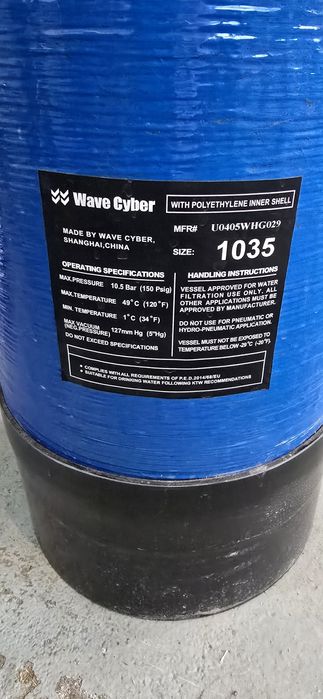 Wave Cyber
WITH POLYETHYLENE INNER SHELL
MADE BY WAVE CYBER,
SHANGHAI,CHINA
MFR# U0405WHG029
SIZE: 1035
OPERATING SPECIFICATIONS
MAX.PRESSURE 10.5 Bar (150 Psig)
MAX.TEMPERATURE 49°C (120°F)
MIN. TEMPERATURE 1°C (34°F)
MAX.VACUUM
(NEG.PRESSURE) 127mm Hg (5"Hg)
DO NOT EXCEED SPECIFICATIONS
HANDLING INSTRUCTIONS
VESSEL APPROVED FOR WATER
FILTRATION USE ONLY. ALL
OTHER APPLICATIONS MUST BE
APPROVED BY MANUFACTURER.
DO NOT USE FOR PNEUMATIC OR
HYDRO-PNEUMATIC APPLICATION.
VESSEL MUST NOT BE EXPOSED TO
TEMPERATURE BELOW -29°C (-20°F)
• COMPLIES WITH ALL REQUIREMENTS OF P.E.D.2014/68/EU
• SUITABLE FOR DRINKING WATER FOLLOWING KTW RECOMMENDATIONS